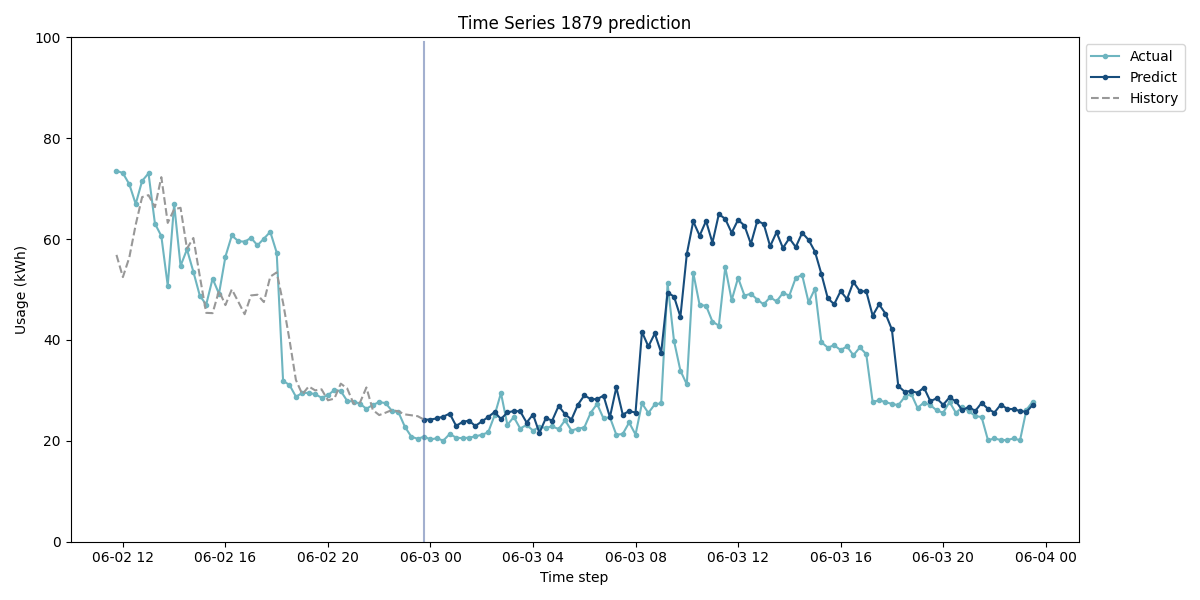 Time Series 1879 prediction
100
80
60
40
20
0
Usage (kWh)
06-02 12 06-02 16 06-02 20 06-03 00 06-03 04 06-03 08 06-03 12 06-03 16 06-03 20 06-04 00
Time step
Actual
Predict
History